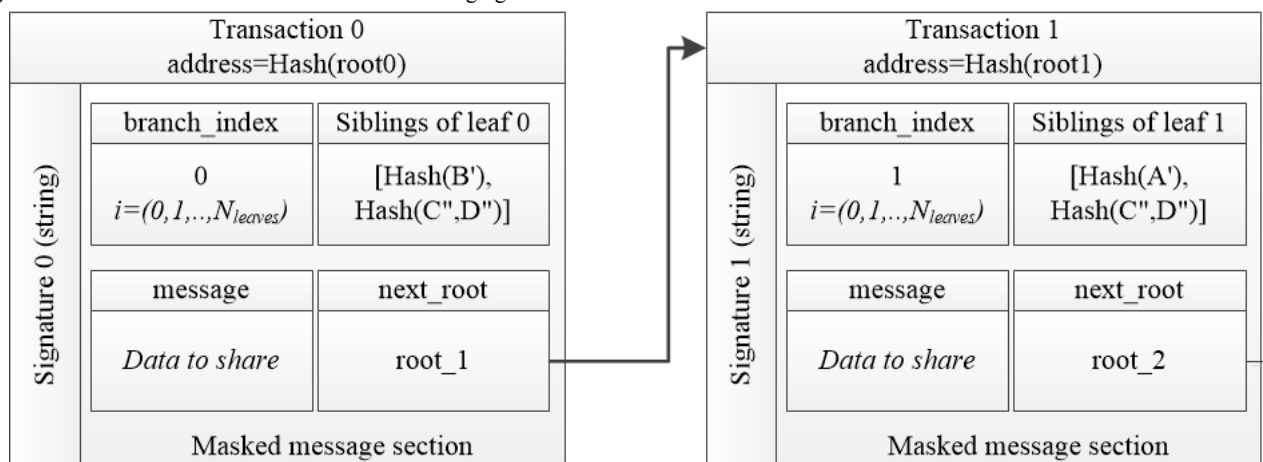 Transaction 0
address=Hash(root0)
Signature 0 (string)
branch_index
Siblings of leaf 0
0
i=(0,1,..,Nleaves)
[Hash(B'),
Hash(C",D")]
message
next_root
Data to share
root_1
Masked message section
Transaction 1
address=Hash(root1)
Signature 1 (string)
branch_index
Siblings of leaf 1
1
i=(0,1,..,Nleaves)
[Hash(A'),
Hash(C",D")]
message
next_root
Data to share
root_2
Masked message section